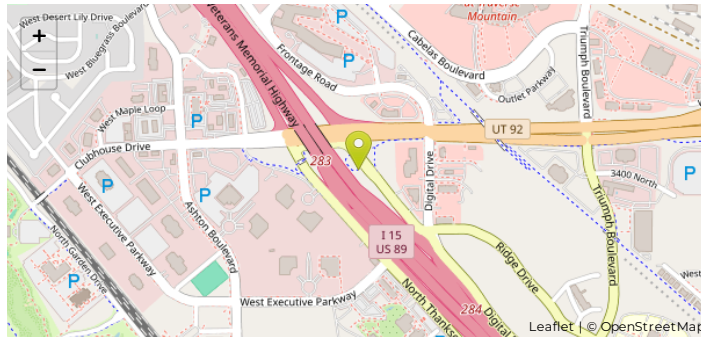 West Desert Lily Drive
West Bluegrass Boulevard
+
−
Veterans Memorial Highway
P
Mountain
Cabelas Boulevard
Triumph Boulevard
Frontage Road
P
Outlet Parkway
West Maple Loop
P
UT 92
Clubhouse Drive
283
Digital Drive
3400 North
P
P
West Executive Parkway
P
Ashton Boulevard
Triumph Boulevard
I 15
US 89
North Garden Drive
Ridge Drive
P
West
West Executive Parkway
North Thanks
284
Digital
Leaflet | © OpenStreetMap